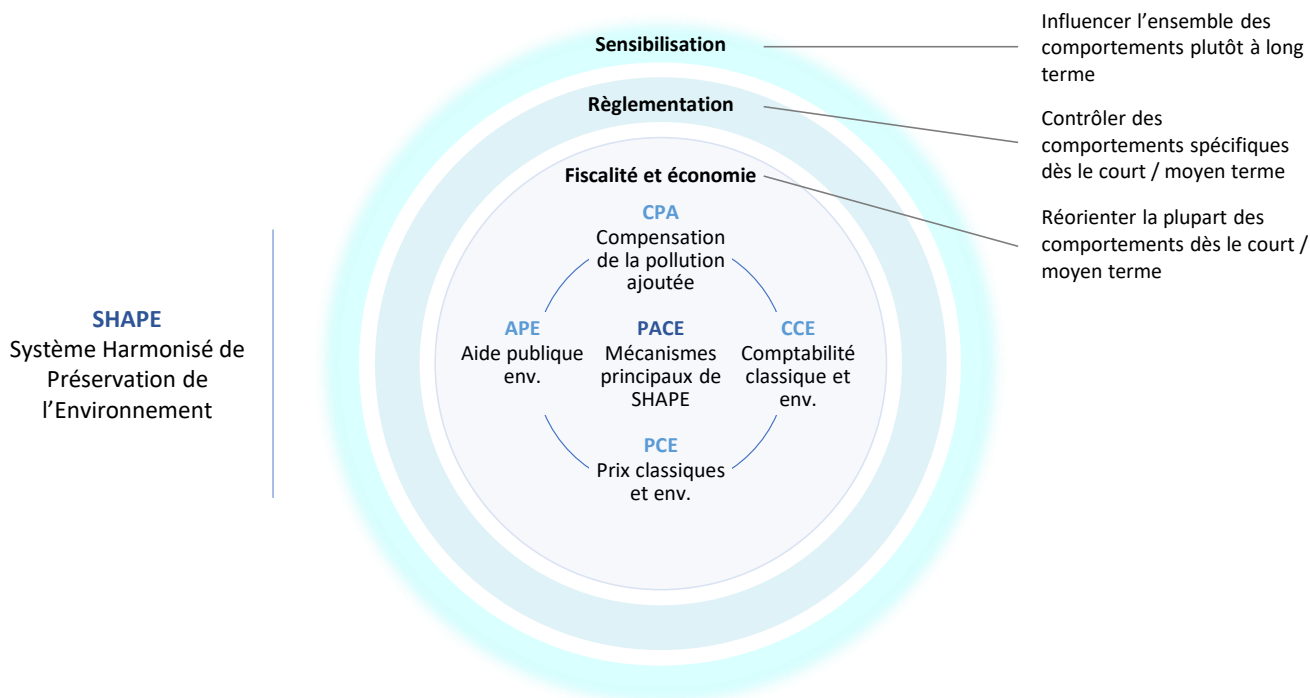 Sensibilisation
Influencer l’ensemble des
comportements plutôt à long
terme
Règlementation
Contrôler des
comportements spécifiques
dès le court / moyen terme
Fiscalité et économie
Réorienter la plupart des
comportements dès le court /
moyen terme
CPA
Compensation
de la pollution
ajoutée
SHAPE
Système Harmonisé de
Préservation de
l’Environnement
APE
Aide publique
env.
PACE
Mécanismes
principaux de
SHAPE
CCE
Comptabilité
classique et
env.
PCE
Prix classiques
et env.